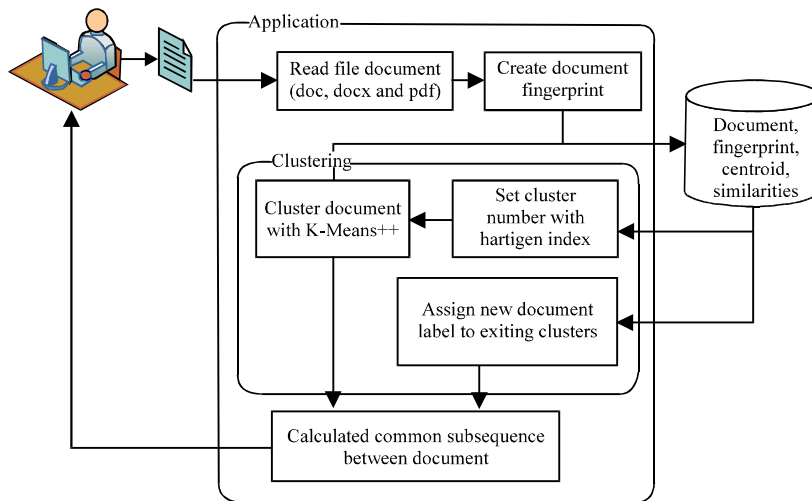 Application
Read file document
(doc, docx and pdf)
Create document
fingerprint
Document,
fingerprint,
centroid,
similarities
Clustering
Cluster document
with K-Means++
Set cluster
number with
hartigen index
Assign new document
label to exiting clusters
Calculated common subsequence
between document